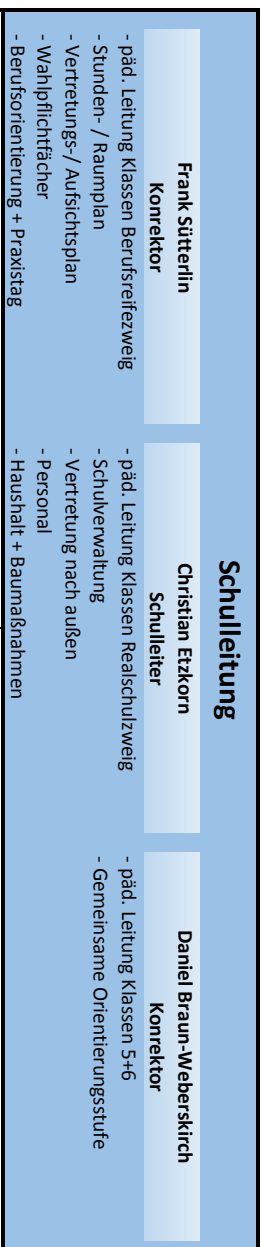 Schulleitung
Frank Sütterlin
Konrektor
- päd. Leitung Klassen Berufsreifezweig
- Stunden- / Raumplan
- Vertretungs-/ Aufsichtsplan
- Wahlpflichtfächer
- Berufsorientierung + Praxistag
Christian Etzkorn
Schulleiter
- päd. Leitung Klassen Realschulzweig
- Schulverwaltung
- Vertretung nach außen
- Personal
- Haushalt + Baumaßnahmen
Daniel Braun-Weberskirch
Konrektor
- päd. Leitung Klassen 5+6
- Gemeinsame Orientierungsstufe